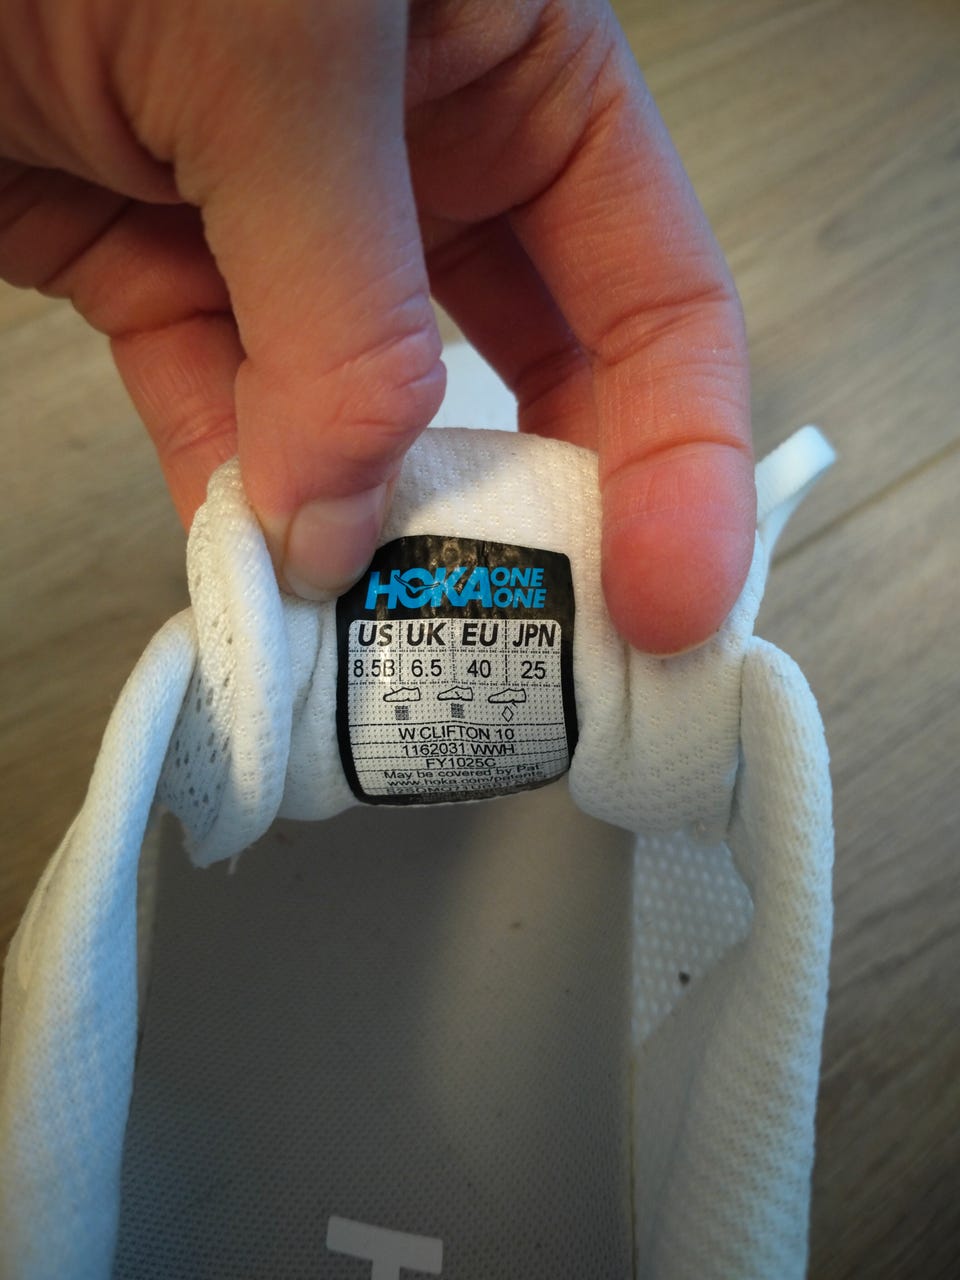 HOKA ONE ONE
US UK EU JPN
8.5B 6.5 40 25
W CLIFTON 10
1162031 WWH
FY1025C
May be covered by Pat.
www.hoka.com/patents